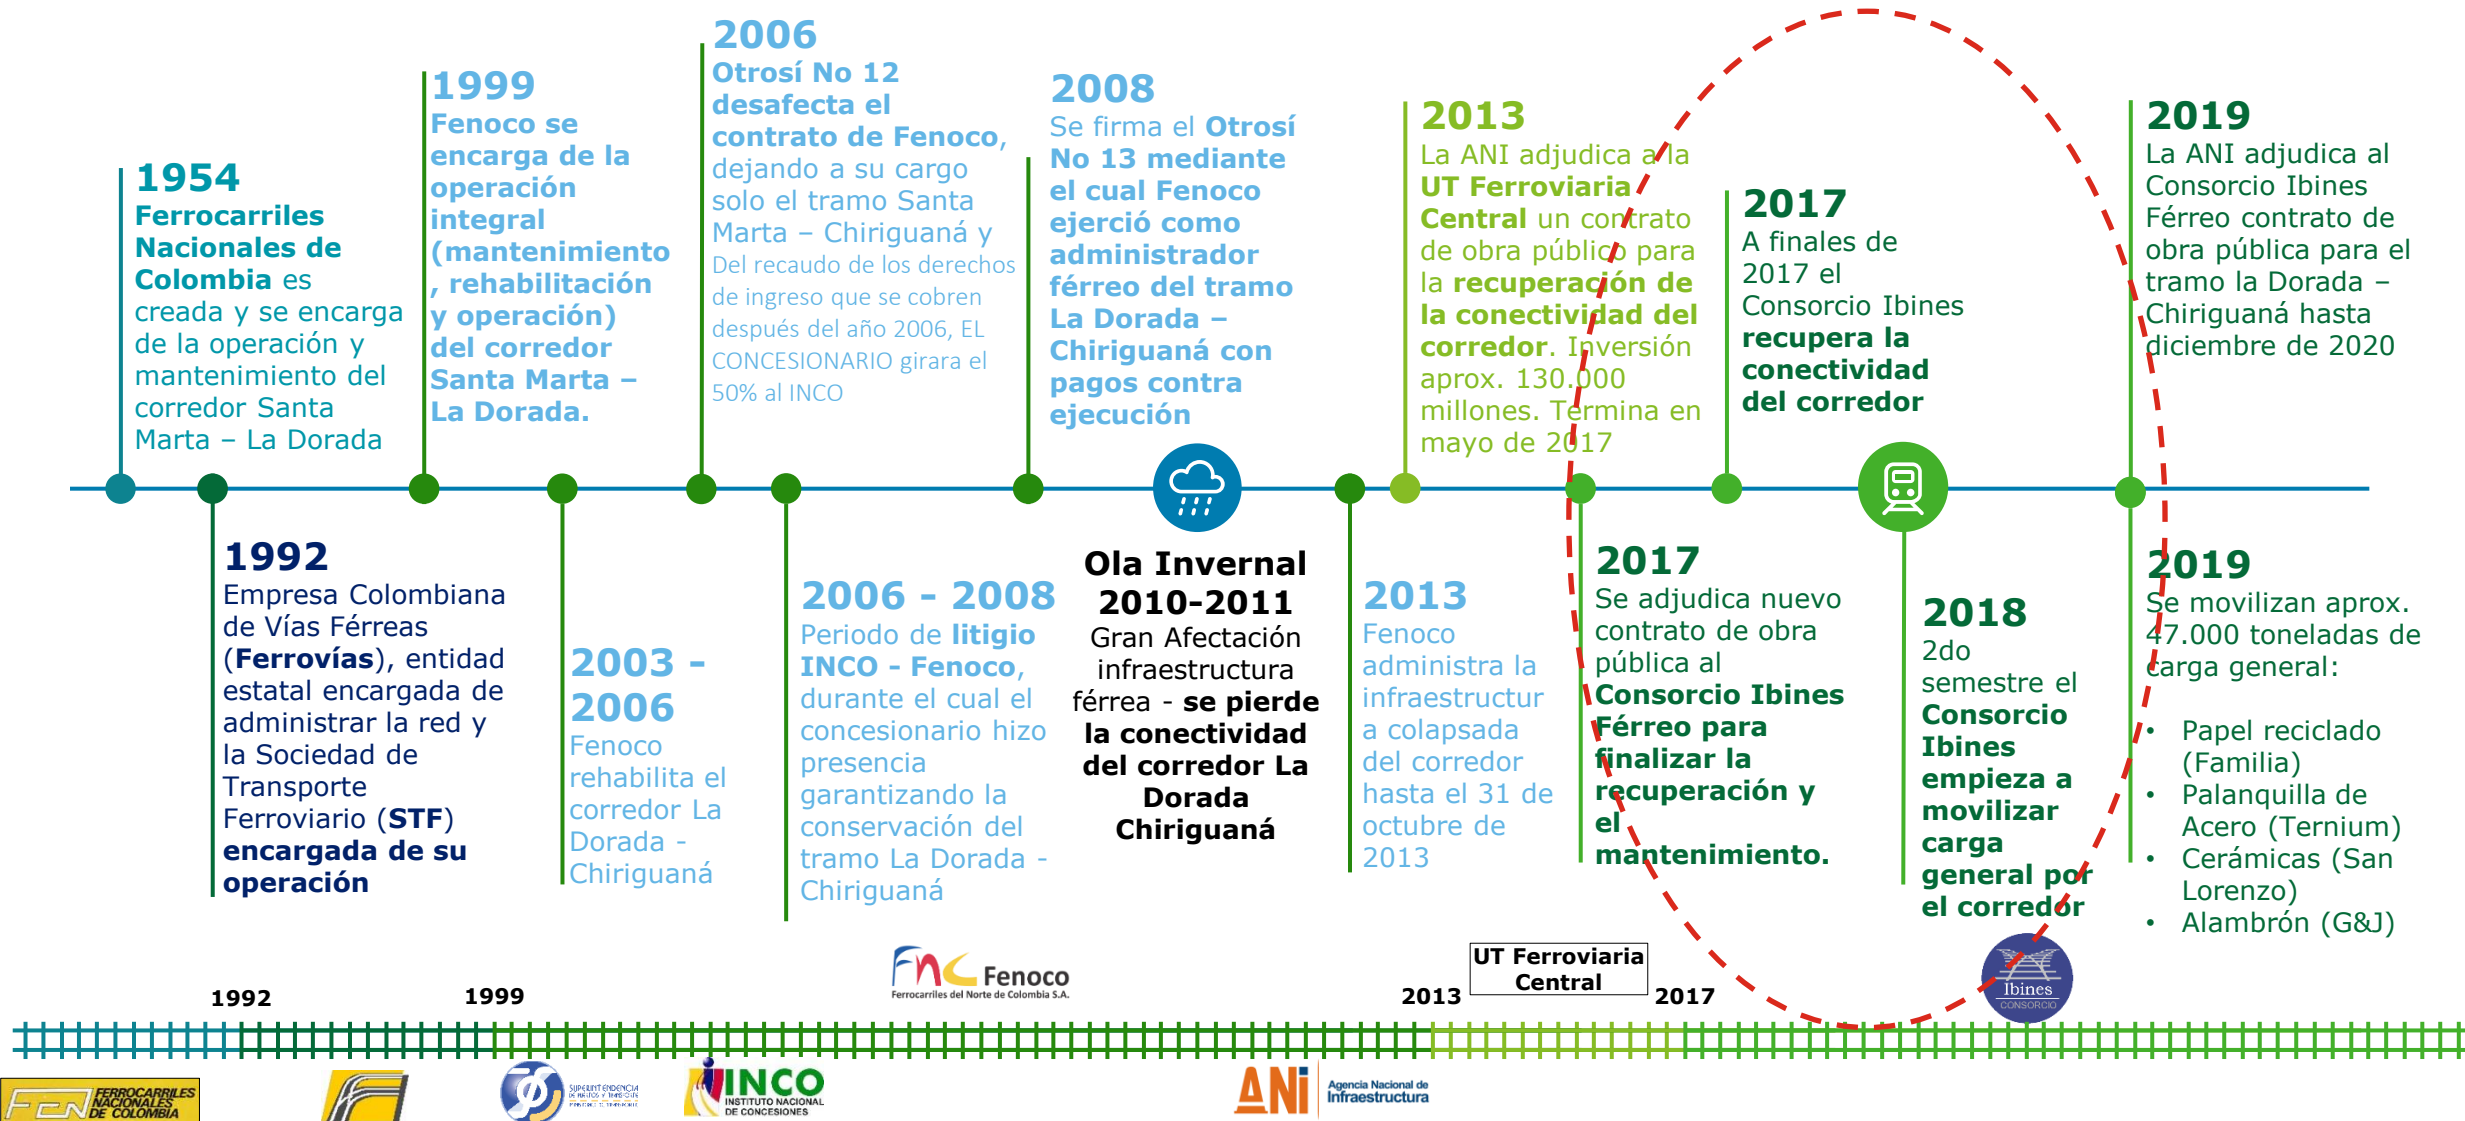 1954
Ferrocarriles
Nacionales de
Colombia es
creada y se encarga
de la operación y
mantenimiento del
corredor Santa
Marta – La Dorada
1999
Fenoco se
encarga de la
operación
integral
(mantenimiento
, rehabilitación
y operación)
del corredor
Santa Marta –
La Dorada.
2006
Otrosí No 12
desafecta el
contrato de Fenoco,
dejando a su cargo
solo el tramo Santa
Marta – Chiriguaná y
Del recaudo de los derechos
de ingreso que se cobren
después del año 2006, EL
CONCESIONARIO girara el
50% al INCO
2008
Se firma el Otrosí
No 13 mediante
el cual Fenoco
ejerció como
administrador
férreo del tramo
La Dorada –
Chiriguaná con
pagos contra
ejecución
2013
La ANI adjudica a la
UT Ferroviaria
Central un contrato
de obra público para
la recuperación de
la conectividad del
corredor. Inversión
aprox. 130.000
millones. Termina en
mayo de 2017
2017
A finales de
2017 el
Consorcio Ibines
recupera la
conectividad
del corredor
2019
La ANI adjudica al
Consorcio Ibines
Férreo contrato de
obra pública para el
tramo la Dorada –
Chiriguaná hasta
diciembre de 2020
1992
Empresa Colombiana
de Vías Férreas
(Ferrovías), entidad
estatal encargada de
administrar la red y
la Sociedad de
Transporte
Ferroviario (STF)
encargada de su
operación
2003 -
2006
Fenoco
rehabilita el
corredor La
Dorada -
Chiriguaná
2006 - 2008
Periodo de litigio
INCO - Fenoco,
durante el cual el
concesionario hizo
presencia
garantizando la
conservación del
tramo La Dorada -
Chiriguaná
Ola Invernal
2010-2011
Gran Afectación
infraestructura
férrea - se pierde
la conectividad
del corredor La
Dorada
Chiriguaná
2013
Fenoco
administra la
infraestructur
a colapsada
del corredor
hasta el 31 de
octubre de
2013
2017
Se adjudica nuevo
contrato de obra
pública al
Consorcio Ibines
Férreo para
finalizar la
recuperación y
el
mantenimiento.
2018
2do
semestre el
Consorcio
Ibines
empieza a
movilizar
carga
general por
el corredor
2019
Se movilizan aprox.
47.000 toneladas de
carga general:
• Papel reciclado
(Familia)
• Palanquilla de
Acero (Ternium)
• Cerámicas (San
Lorenzo)
• Alambrón (G&J)
1992
1999
fnc Fenoco
Ferrocarriles del Norte de Colombia S.A.
2013
UT Ferroviaria
Central
2017
Ibines
CONSORCIO
FCN FERROCARRILES
NACIONALES
DE COLOMBIA
SUPERINTENDENCIA
DE PUERTOS Y TRANSPORTE
INCO
INSTITUTO NACIONAL
DE CONCESIONES
ANi
Agencia Nacional de
Infraestructura